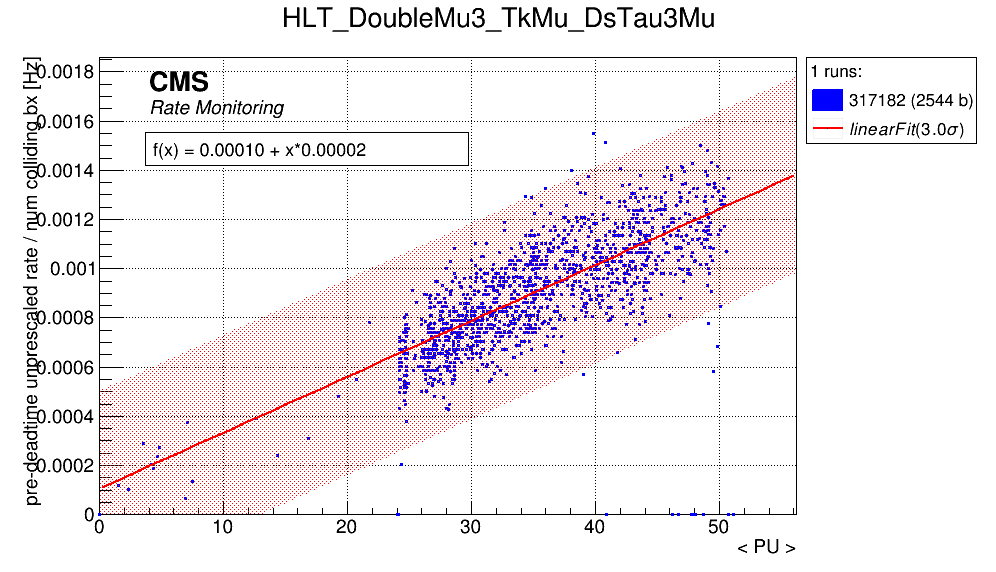 HLT_DoubleMu3_TkMu_DsTau3Mu
pre-deadtime unprescaled rate / num colliding bx [Hz]
0.0018
0.0016
0.0014
0.0012
0.001
0.0008
0.0006
0.0004
0.0002
0
CMS
Rate Monitoring
f(x) = 0.00010 + x*0.00002
1 runs:
317182 (2544 b)
linearFit(3.0σ)
0 10 20 30 40 50
< PU >